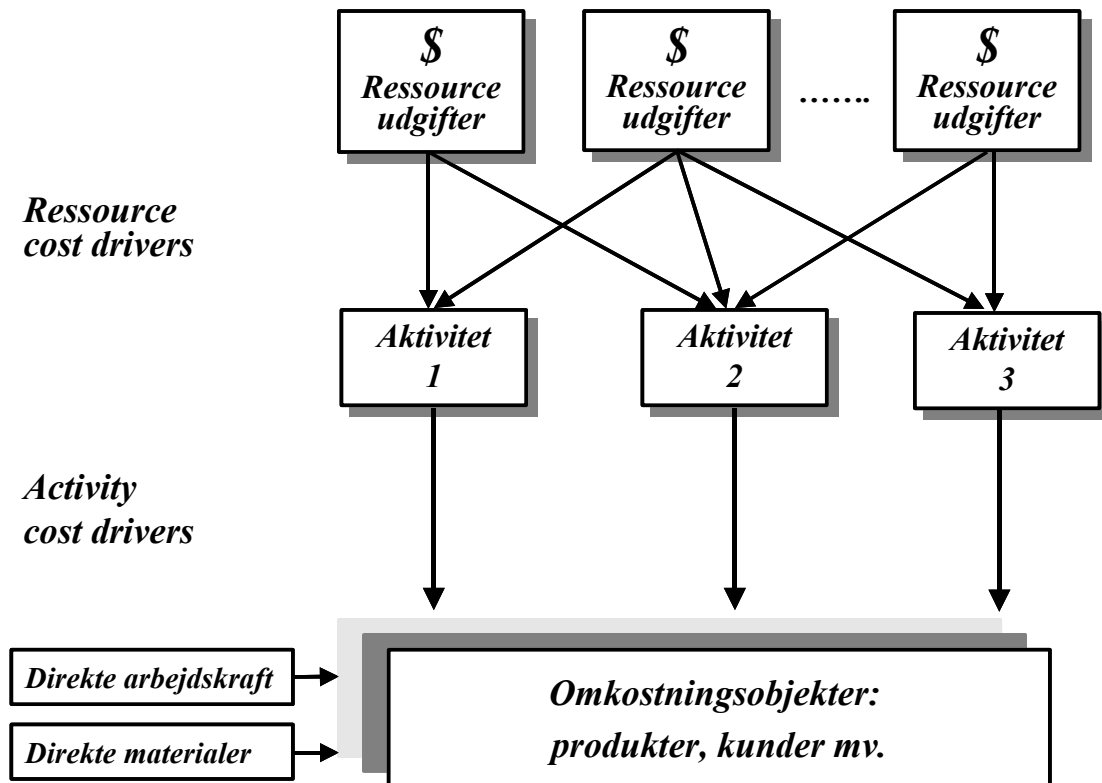 $
Ressource
udgifter
$
Ressource
udgifter
.......
$
Ressource
udgifter
Ressource
cost drivers
Aktivitet
1
Aktivitet
2
Aktivitet
3
Activity
cost drivers
Direkte arbejdskraft
Direkte materialer
Omkostningsobjekter:
produkter, kunder mv.